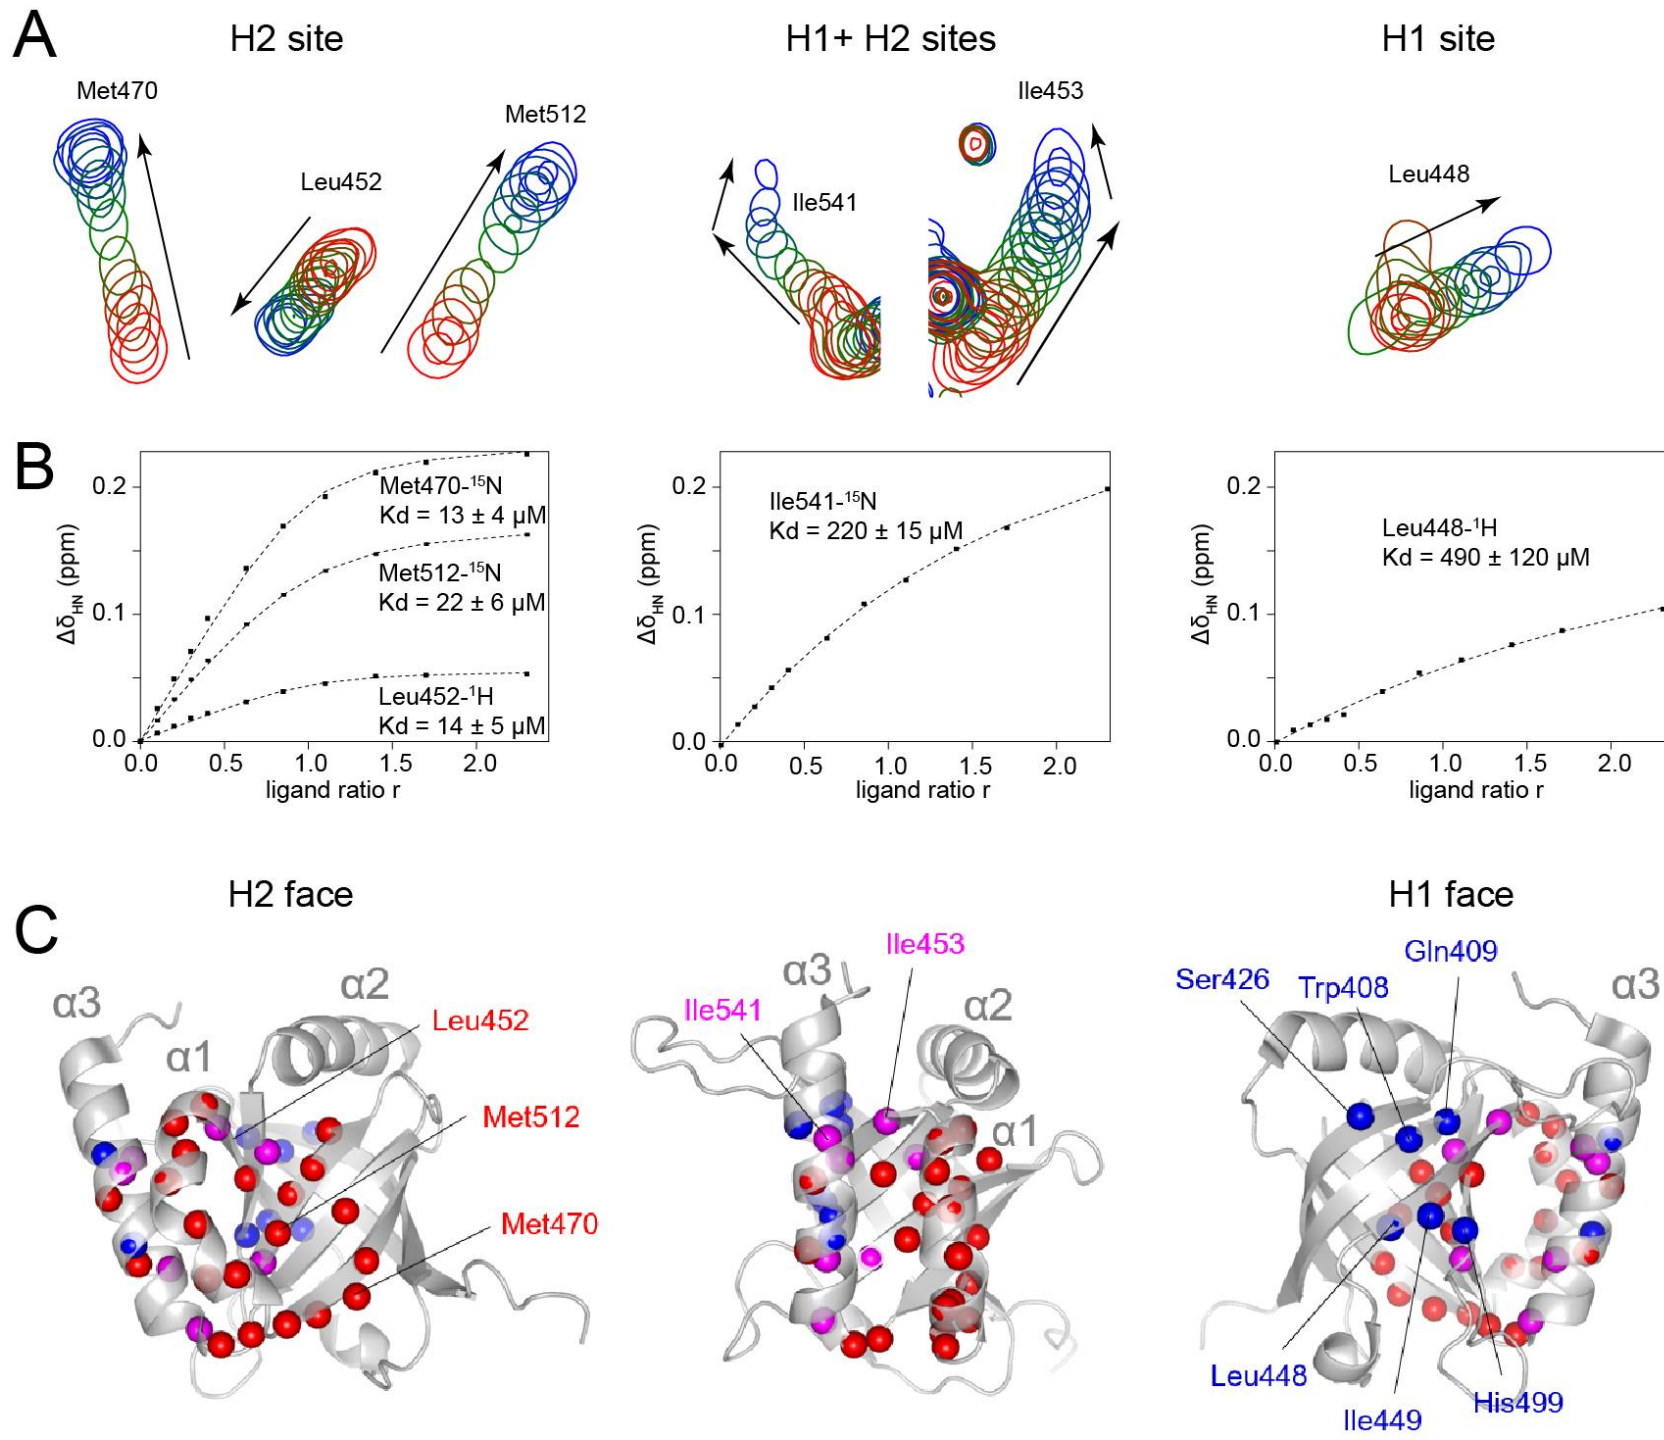 A
H2 site
H1+ H2 sites
H1 site
Met470
Leu452
Met512
Ile541
Ile453
Leu448
B
ΔδHN (ppm)
0.2
0.1
0.0
0.0 0.5 1.0 1.5 2.0
ligand ratio r
Met470-¹⁵N
Kd = 13 ± 4 µM
Met512-¹⁵N
Kd = 22 ± 6 µM
Leu452-¹H
Kd = 14 ± 5 µM
ΔδHN (ppm)
0.2
0.1
0.0
0.0 0.5 1.0 1.5 2.0
ligand ratio r
Ile541-¹⁵N
Kd = 220 ± 15 µM
ΔδHN (ppm)
0.2
0.1
0.0
0.0 0.5 1.0 1.5 2.0
ligand ratio r
Leu448-¹H
Kd = 490 ± 120 µM
C
H2 face
H1 face
α3
α1
α2
Leu452
Met512
Met470
Ile453
Ile541
α3
α2
α1
Gln409
Ser426
Trp408
α3
Leu448
Ile449
His499